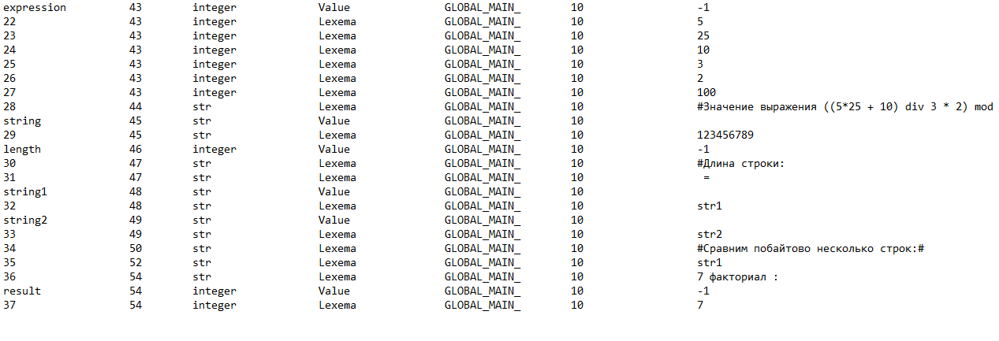 expression 43 integer Value GLOBAL_MAIN_ 10 -1
22 43 integer Lexema GLOBAL_MAIN_ 10 5
23 43 integer Lexema GLOBAL_MAIN_ 10 25
24 43 integer Lexema GLOBAL_MAIN_ 10 10
25 43 integer Lexema GLOBAL_MAIN_ 10 3
26 43 integer Lexema GLOBAL_MAIN_ 10 2
27 43 integer Lexema GLOBAL_MAIN_ 10 100
28 44 str Lexema GLOBAL_MAIN_ 10 #Значение выражения ((5*25 + 10) div 3 * 2) mod
string 45 str Value GLOBAL_MAIN_ 10
29 45 str Lexema GLOBAL_MAIN_ 10 123456789
length 46 integer Value GLOBAL_MAIN_ 10 -1
30 47 str Lexema GLOBAL_MAIN_ 10 #Длина строки:
31 47 str Lexema GLOBAL_MAIN_ 10 =
string1 48 str Value GLOBAL_MAIN_ 10
32 48 str Lexema GLOBAL_MAIN_ 10 str1
string2 49 str Value GLOBAL_MAIN_ 10
33 49 str Lexema GLOBAL_MAIN_ 10 str2
34 50 str Lexema GLOBAL_MAIN_ 10 #Сравним побайтово несколько строк:#
35 52 str Lexema GLOBAL_MAIN_ 10 str1
36 54 str Lexema GLOBAL_MAIN_ 10 7 факториал :
result 54 integer Value GLOBAL_MAIN_ 10 -1
37 54 integer Lexema GLOBAL_MAIN_ 10 7